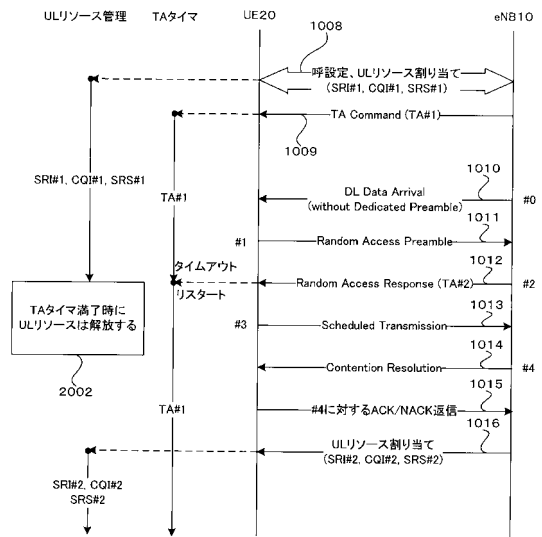 ULリソース管理
TAタイマ
UE20
eNB10
1008
呼設定、ULリソース割り当て
(SRI#1, CQI#1, SRS#1)
TA Command (TA#1)
1009
SRI#1, CQI#1, SRS#1
TA#1
1010
DL Data Arrival
(without Dedicated Preamble)
#0
1011
#1
Random Access Preamble
タイムアウト
1012
Random Access Response (TA#2)
#2
リスタート
1013
#3
Scheduled Transmission
TAタイマ満了時に
ULリソースは解放する
2002
1014
Contention Resolution
#4
1015
TA#1
#4に対するACK/NACK返信
1016
ULリソース割り当て
(SRI#2, CQI#2, SRS#2)
SRI#2, CQI#2
SRS#2